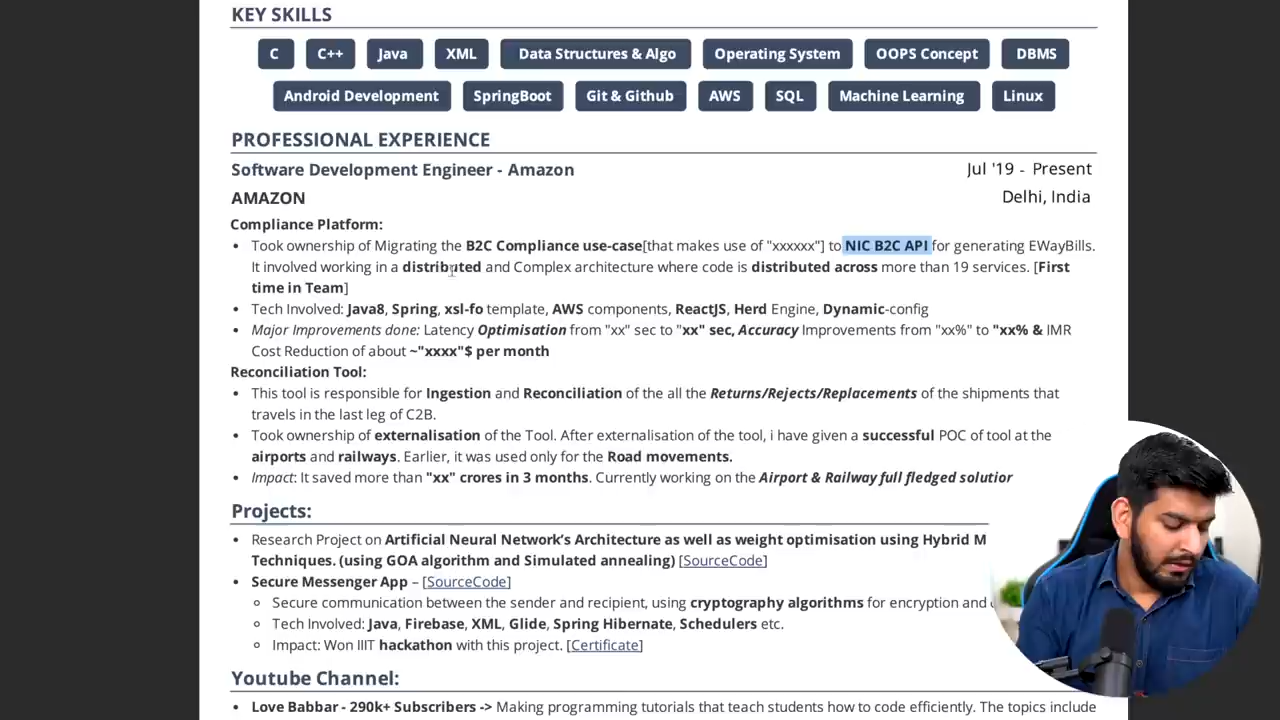 KEY SKILLS
C C++ Java XML Data Structures & Algo Operating System OOPS Concept DBMS
Android Development SpringBoot Git & Github AWS SQL Machine Learning Linux
PROFESSIONAL EXPERIENCE
Software Development Engineer - Amazon Jul '19 - Present
AMAZON Delhi, India
Compliance Platform:
• Took ownership of Migrating the B2C Compliance use-case[that makes use of "xxxxxx"] to NIC B2C API for generating EWayBills.
It involved working in a distributed and Complex architecture where code is distributed across more than 19 services. [First
time in Team]
• Tech Involved: Java8, Spring, xsl-fo template, AWS components, ReactJS, Herd Engine, Dynamic-config
• Major Improvements done: Latency Optimisation from "xx" sec to "xx" sec, Accuracy Improvements from "xx%" to "xx% & IMR
Cost Reduction of about ~"xxxx"$ per month
Reconciliation Tool:
• This tool is responsible for Ingestion and Reconciliation of the all the Returns/Rejects/Replacements of the shipments that
travels in the last leg of C2B.
• Took ownership of externalisation of the Tool. After externalisation of the tool, i have given a successful POC of tool at the
airports and railways. Earlier, it was used only for the Road movements.
• Impact: It saved more than "xx" crores in 3 months. Currently working on the Airport & Railway full fledged
Projects:
• Research Project on Artificial Neural Network's Architecture as well as weight optimisation using Hybrid
Techniques. (using GOA algorithm and Simulated annealing) [SourceCode]
• Secure Messenger App – [SourceCode]
◦ Secure communication between the sender and recipient, using cryptography algorithms for encryption and
◦ Tech Involved: Java, Firebase, XML, Glide, Spring Hibernate, Schedulers etc.
◦ Impact: Won IIIT hackathon with this project. [Certificate]
Youtube Channel:
• Love Babbar - 290k+ Subscribers -> Making programming tutorials that teach students how to code efficiently. The topics include